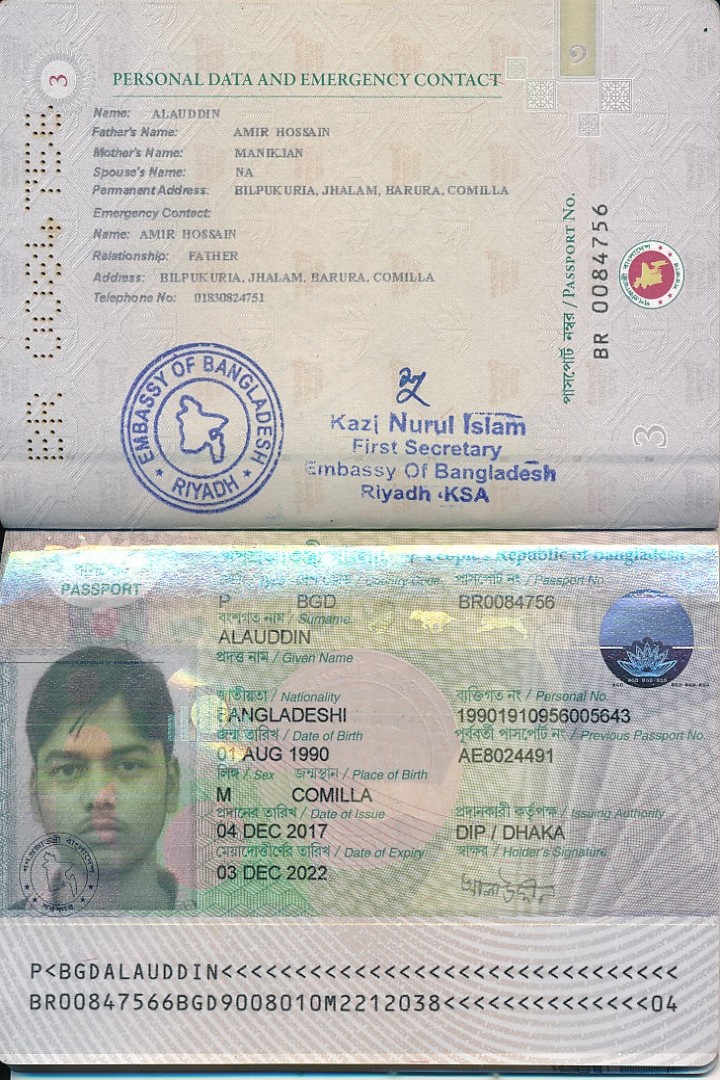 3
PERSONAL DATA AND EMERGENCY CONTACT
Name: ALAUDDIN
Father's Name: AMIR HOSSAIN
Mother's Name: MANIKJAN
Spouse's Name: NA
Permanent Address: BILPUKURIA, JHALAM, BARURA, COMILLA
Emergency Contact:
Name: AMIR HOSSAIN
Relationship: FATHER
Address: BILPUKURIA, JHALAM, BARURA, COMILLA
Telephone No: 01830824751
পাসপোর্ট নম্বর / PASSPORT No.
BR 0084756
BR 0084756
3
EMBASSY OF BANGLADESH
RIYADH
Kazi Nurul Islam
First Secretary
Embassy Of Bangladesh
Riyadh KSA
People's Republic of Bangladesh
PASSPORT
/ Country Code পাসপোর্ট নং / Passport No.
P BGD BR0084756
বংশগত নাম / Surname
ALAUDDIN
প্রদত্ত নাম / Given Name
জাতীয়তা / Nationality ব্যক্তিগত নং / Personal No.
BANGLADESHI 19901910956005643
জন্ম তারিখ / Date of Birth পূর্ববর্তী পাসপোর্ট নং / Previous Passport No.
01 AUG 1990 AE8024491
লিঙ্গ / Sex জন্মস্থান / Place of Birth
M COMILLA
প্রদানের তারিখ / Date of Issue প্রদানকারী কর্তৃপক্ষ / Issuing Authority
04 DEC 2017 DIP / DHAKA
মেয়াদোত্তীর্ণের তারিখ / Date of Expiry স্বাক্ষর / Holder's Signature
03 DEC 2022 আলাউদ্দীন
P<BGDALAUDDIN<<<<<<<<<<<<<<<<<<<<<<<<<<<<<<<
BR00847566BGD9008010M2212038<<<<<<<<<<<<<<04